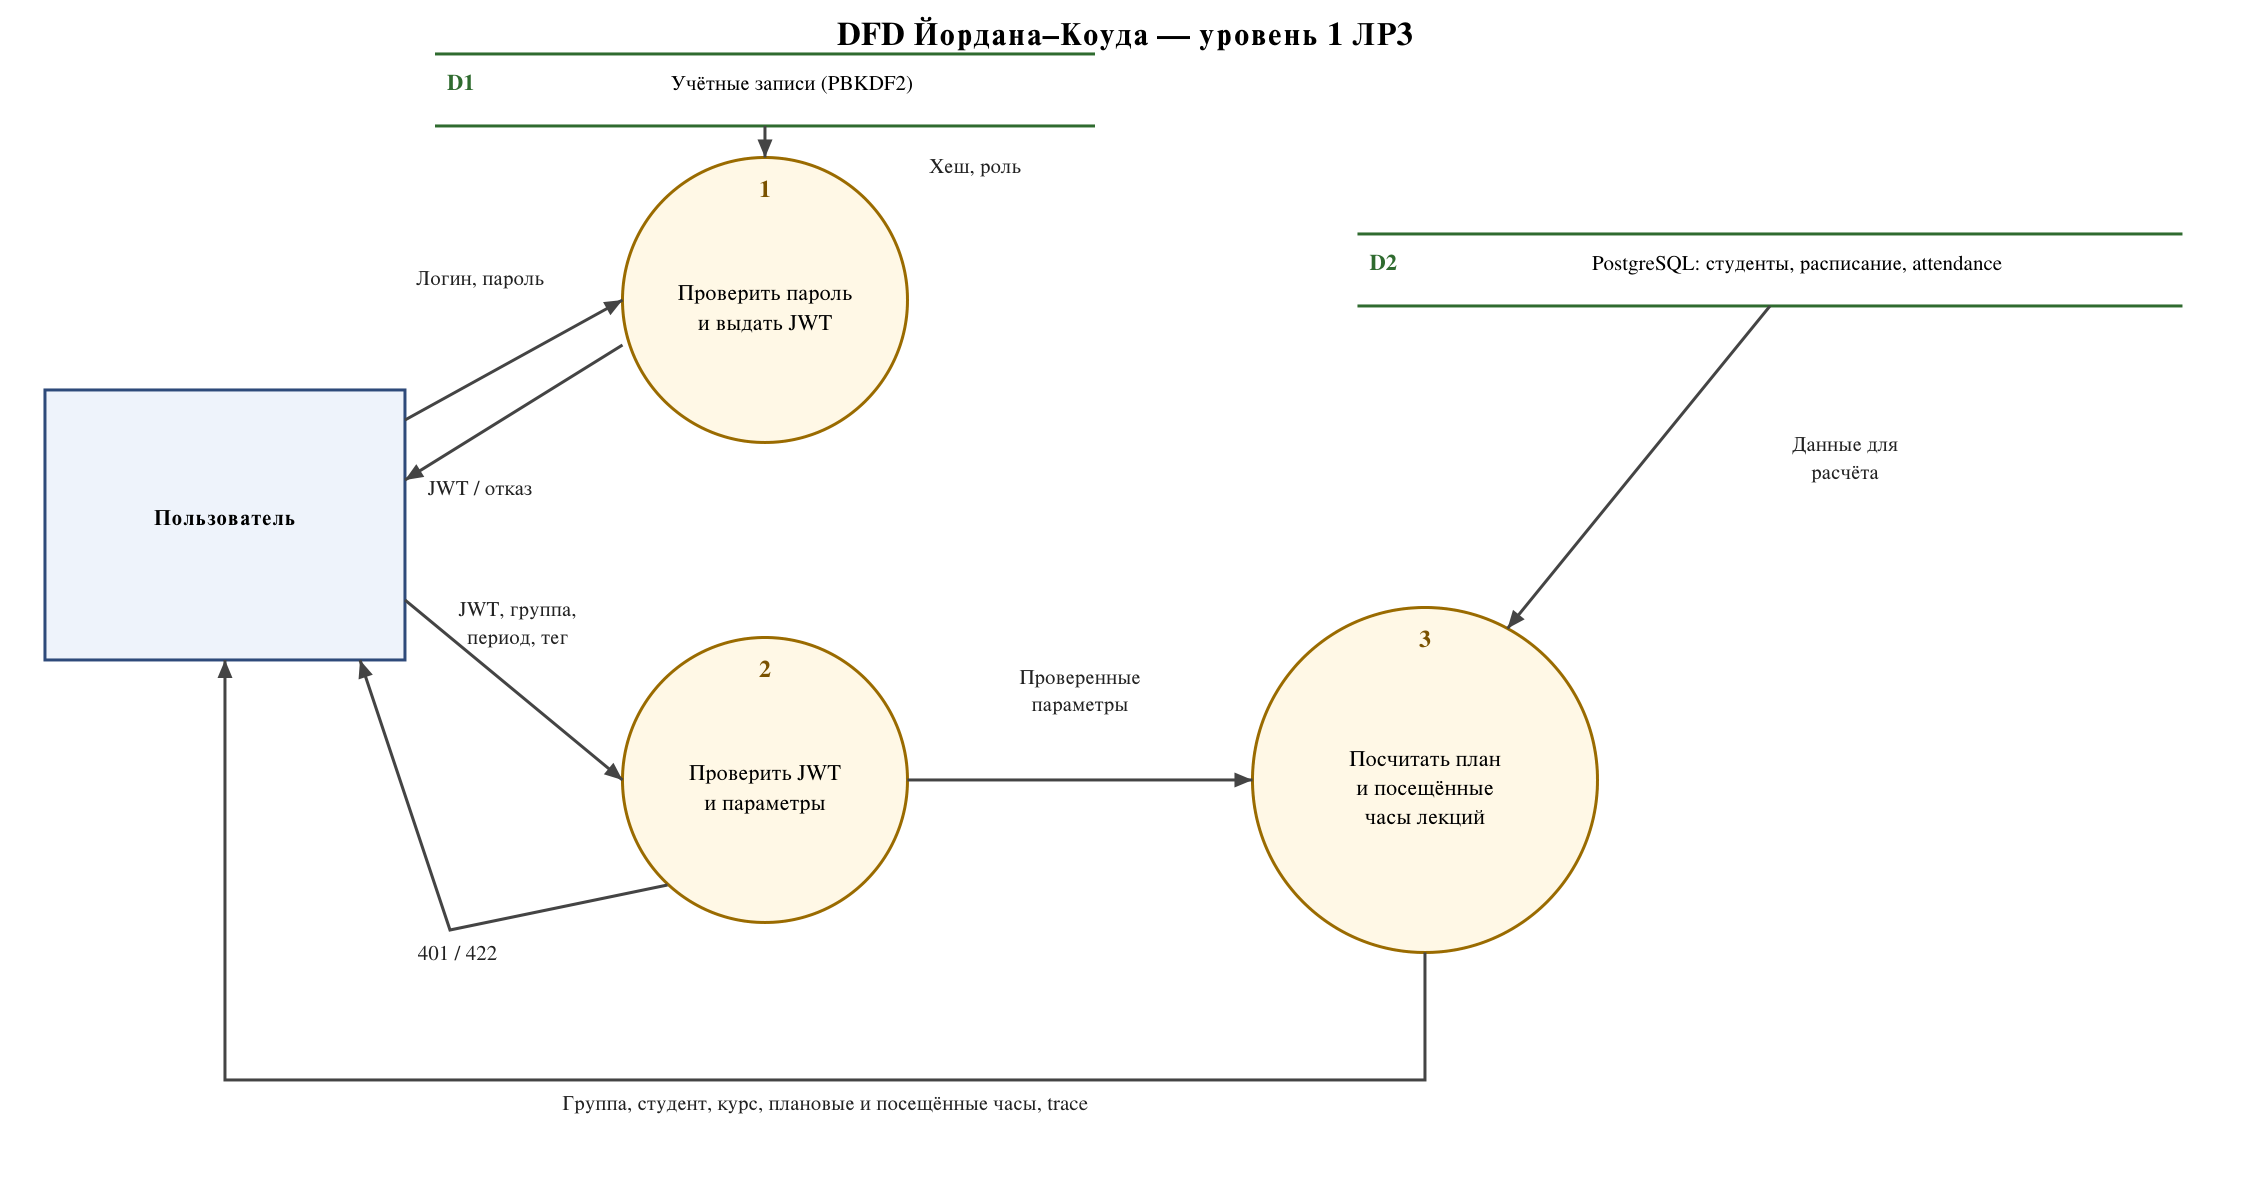 DFD Йордана–Коуда — уровень 1 ЛР3
D1
Учётные записи (PBKDF2)
Хеш, роль
1
Проверить пароль
и выдать JWT
Логин, пароль
JWT / отказ
D2
PostgreSQL: студенты, расписание, attendance
Данные для
расчёта
Пользователь
JWT, группа,
период, тег
2
Проверить JWT
и параметры
Проверенные
параметры
3
Посчитать план
и посещённые
часы лекций
401 / 422
Группа, студент, курс, плановые и посещённые часы, trace